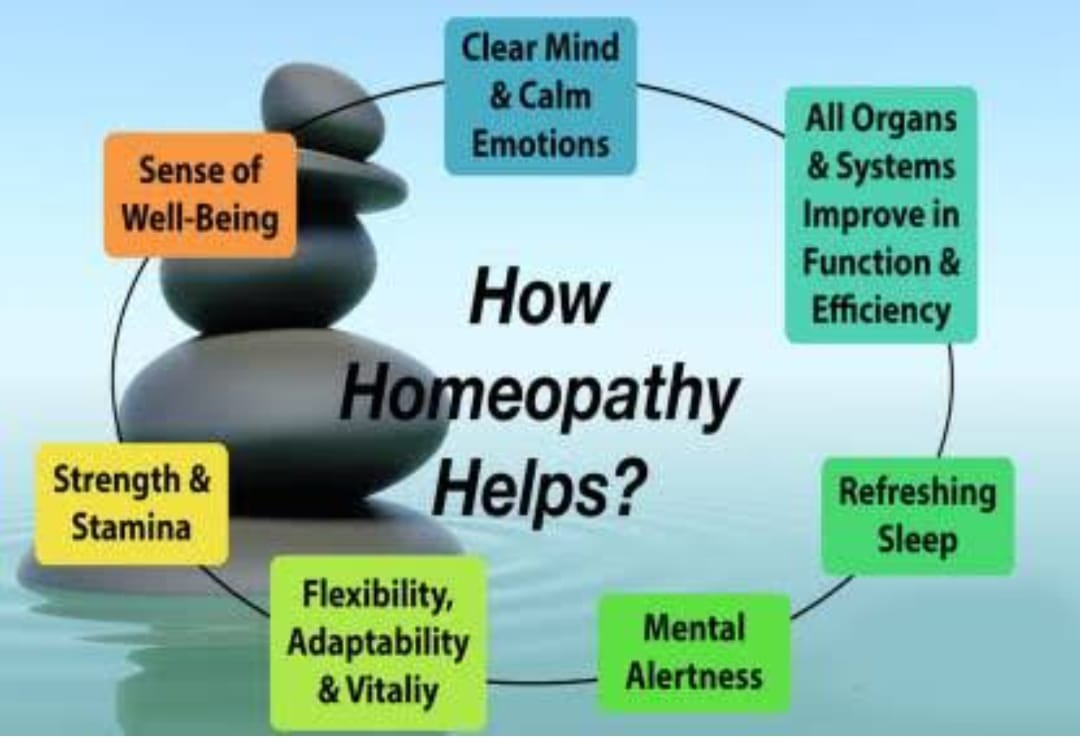 Clear Mind
& Calm
Emotions
All Organs
& Systems
Improve in
Function &
Efficiency
Refreshing
Sleep
Mental
Alertness
Flexibility,
Adaptability
& Vitaliy
Strength &
Stamina
Sense of
Well-Being
How
Homeopathy
Helps?